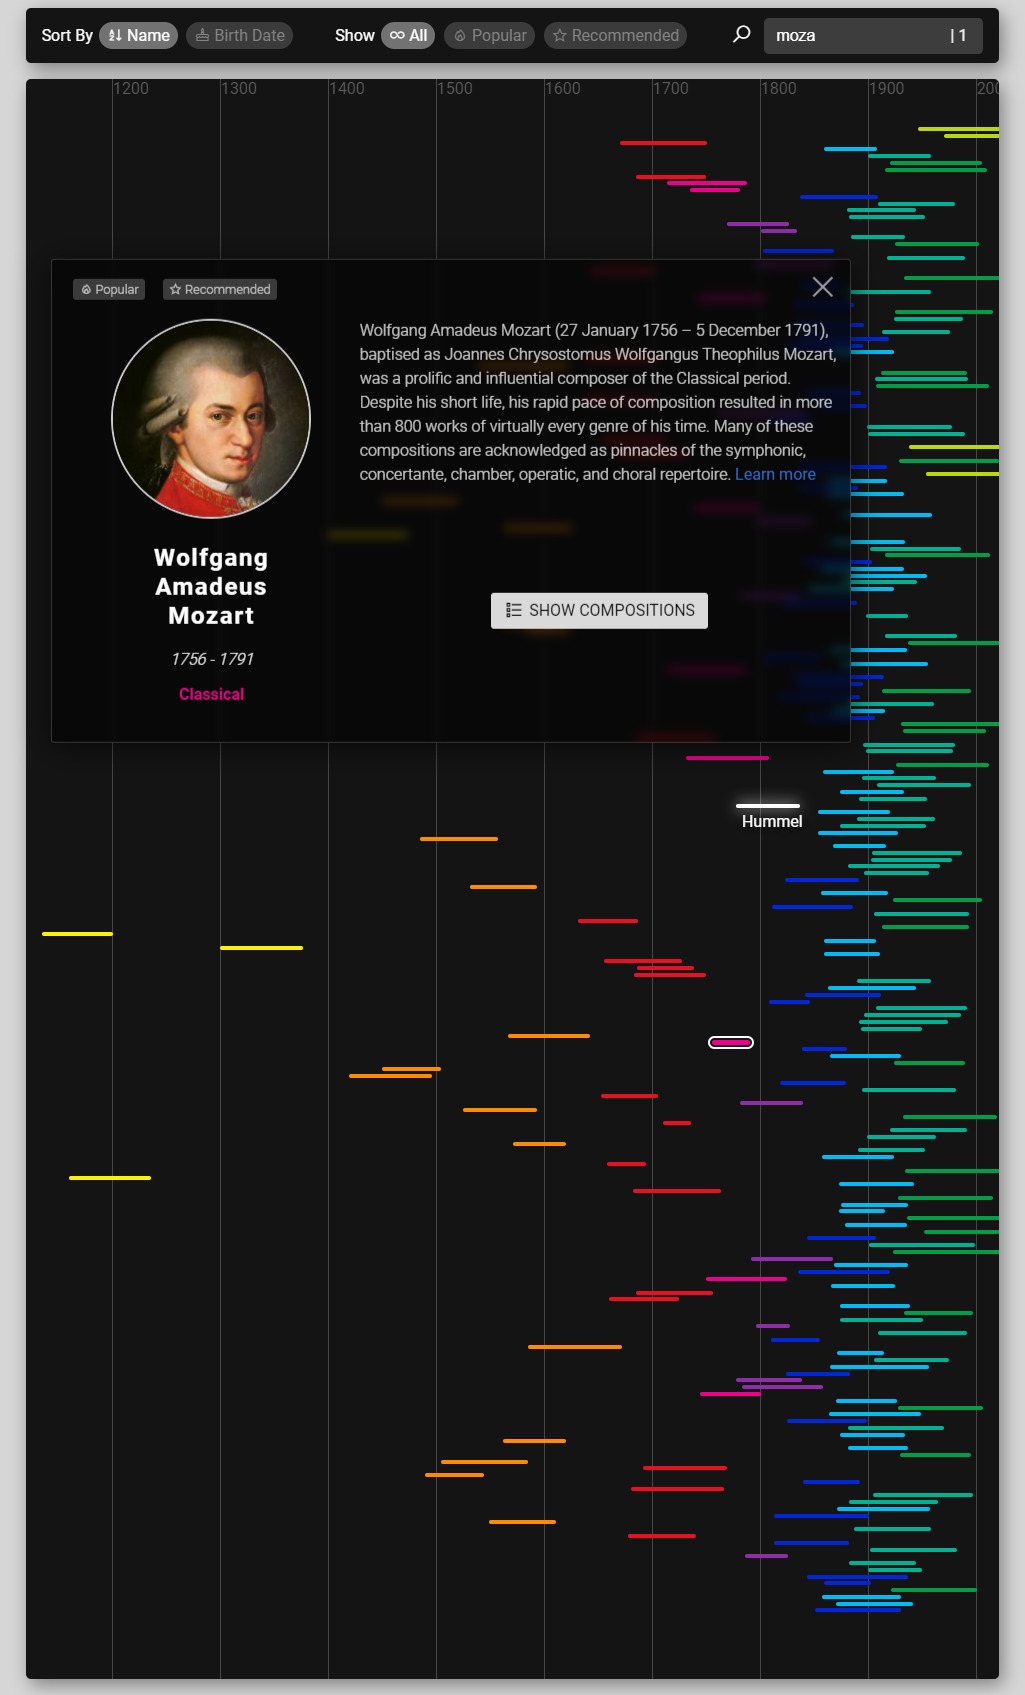 Sort By Name Birth Date Show All Popular Recommended moza | 1
1200 1300 1400 1500 1600 1700 1800 1900 200
Popular Recommended
Wolfgang Amadeus Mozart (27 January 1756 – 5 December 1791),
baptised as Joannes Chrysostomus Wolfgangus Theophilus Mozart,
was a prolific and influential composer of the Classical period.
Despite his short life, his rapid pace of composition resulted in more
than 800 works of virtually every genre of his time. Many of these
compositions are acknowledged as pinnacles of the symphonic,
concertante, chamber, operatic, and choral repertoire. Learn more
Wolfgang
Amadeus
Mozart
1756 - 1791
Classical
SHOW COMPOSITIONS
Hummel